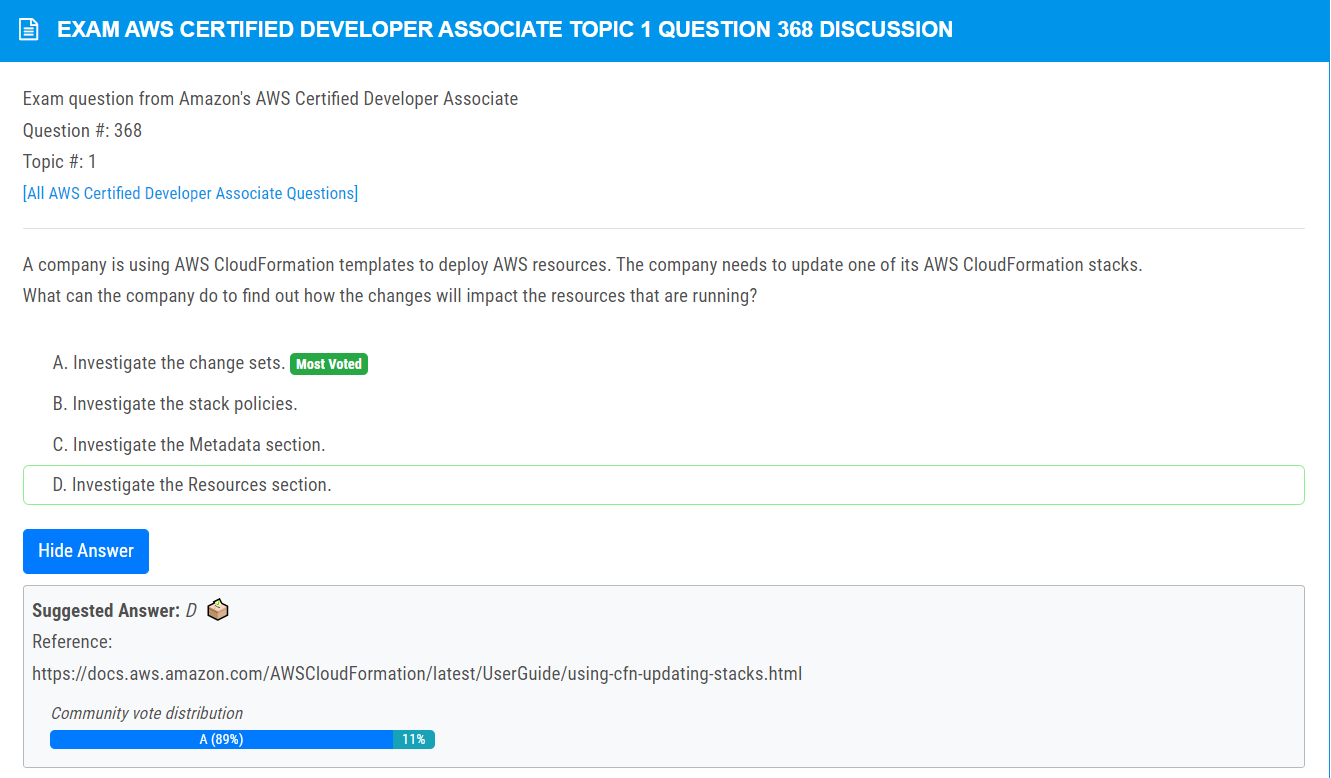 EXAM AWS CERTIFIED DEVELOPER ASSOCIATE TOPIC 1 QUESTION 368 DISCUSSION
Exam question from Amazon's AWS Certified Developer Associate
Question #: 368
Topic #: 1
[All AWS Certified Developer Associate Questions]
A company is using AWS CloudFormation templates to deploy AWS resources. The company needs to update one of its AWS CloudFormation stacks.
What can the company do to find out how the changes will impact the resources that are running?
A. Investigate the change sets. Most Voted
B. Investigate the stack policies.
C. Investigate the Metadata section.
D. Investigate the Resources section.
Hide Answer
Suggested Answer: D
Reference:
https://docs.aws.amazon.com/AWSCloudFormation/latest/UserGuide/using-cfn-updating-stacks.html
Community vote distribution
A (89%) 11%